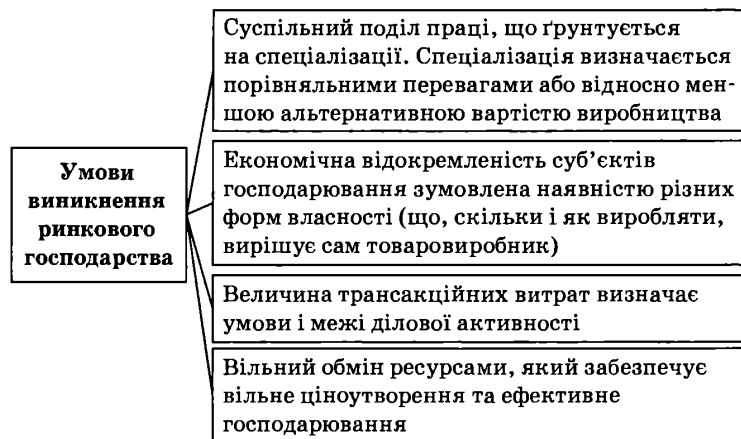 Умови
виникнення
ринкового
господарства
Суспільний поділ праці, що ґрунтується
на спеціалізації. Спеціалізація визначається
порівняльними перевагами або відносно мен-
шою альтернативною вартістю виробництва
Економічна відокремленість суб’єктів
господарювання зумовлена наявністю різних
форм власності (що, скільки і як виробляти,
вирішує сам товаровиробник)
Величина трансакційних витрат визначає
умови і межі ділової активності
Вільний обмін ресурсами, який забезпечує
вільне ціноутворення та ефективне
господарювання